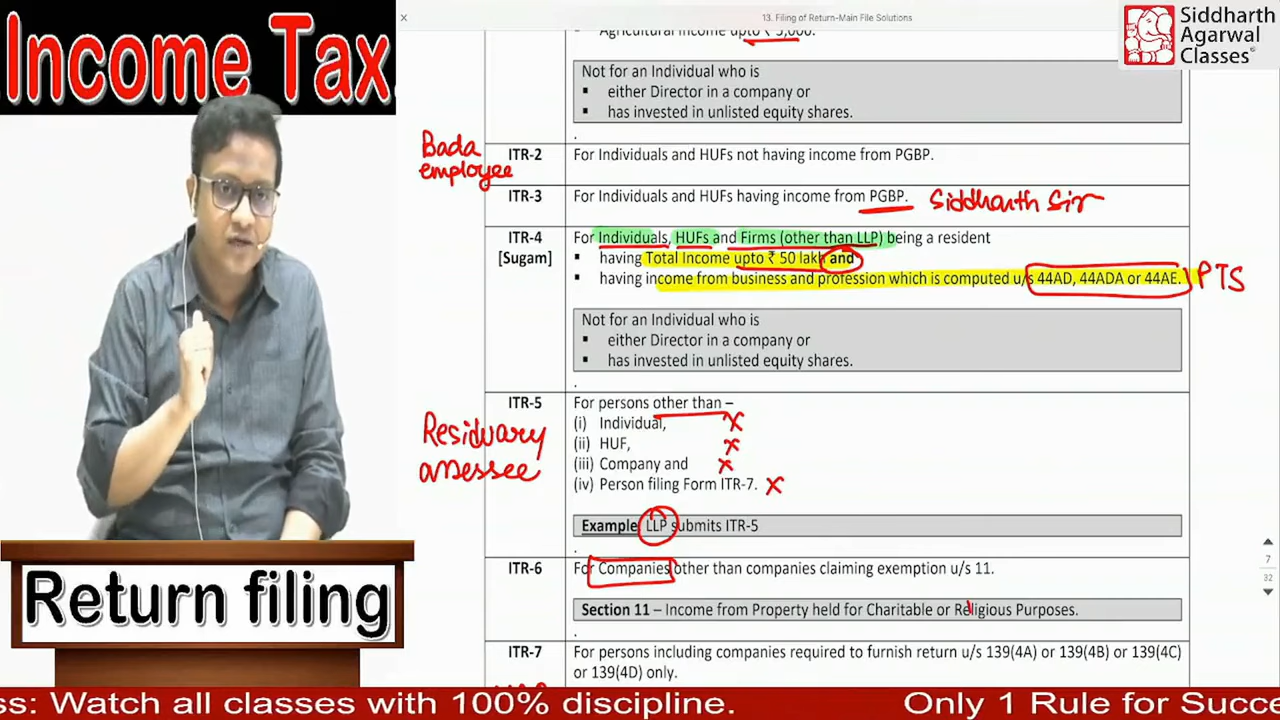 Income Tax
13. Filing of Return-Main File Solutions
Siddharth
Agarwal
Classes
Agricultural Income upto ₹ 5,000.
Not for an Individual who is
▪ either Director in a company or
▪ has invested in unlisted equity shares.
Bada
employee
ITR-2
For Individuals and HUFs not having income from PGBP.
ITR-3
For Individuals and HUFs having income from PGBP.
Siddharth Sir
ITR-4
[Sugam]
For Individuals, HUFs and Firms (other than LLP) being a resident
▪ having Total Income upto ₹ 50 lakh and
▪ having income from business and profession which is computed u/s 44AD, 44ADA or 44AE.
PTS
Not for an Individual who is
▪ either Director in a company or
▪ has invested in unlisted equity shares.
Residuary
assessee
ITR-5
For persons other than –
(i) Individual,
(ii) HUF,
(iii) Company and
(iv) Person filing Form ITR-7.
Example LLP submits ITR-5
ITR-6
For Companies other than companies claiming exemption u/s 11.
Section 11 – Income from Property held for Charitable or Religious Purposes.
ITR-7
For persons including companies required to furnish return u/s 139(4A) or 139(4B) or 139(4C)
or 139(4D) only.
7
32
Return filing
ss: Watch all classes with 100% discipline. Only 1 Rule for Succe